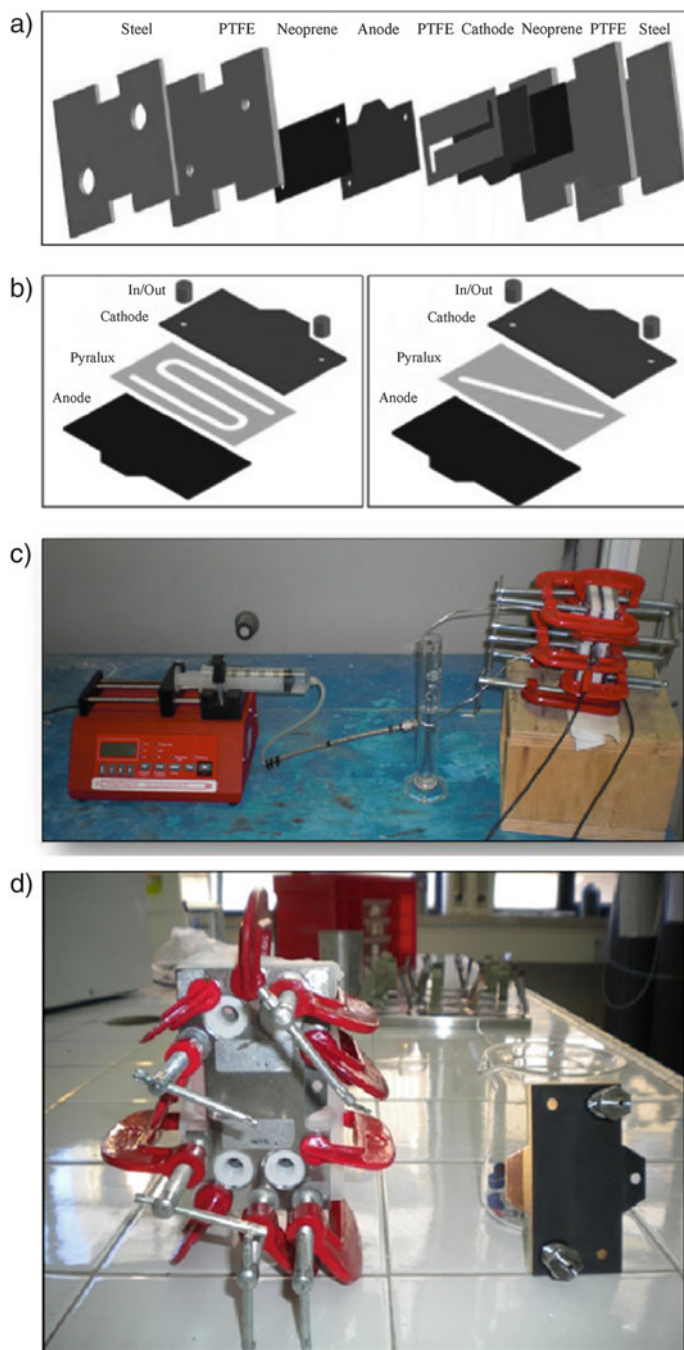 a)
Steel PTFE Neoprene Anode PTFE Cathode Neoprene PTFE Steel
b)
In/Out
Cathode
Pyralux
Anode
In/Out
Cathode
Pyralux
Anode
c)
d)